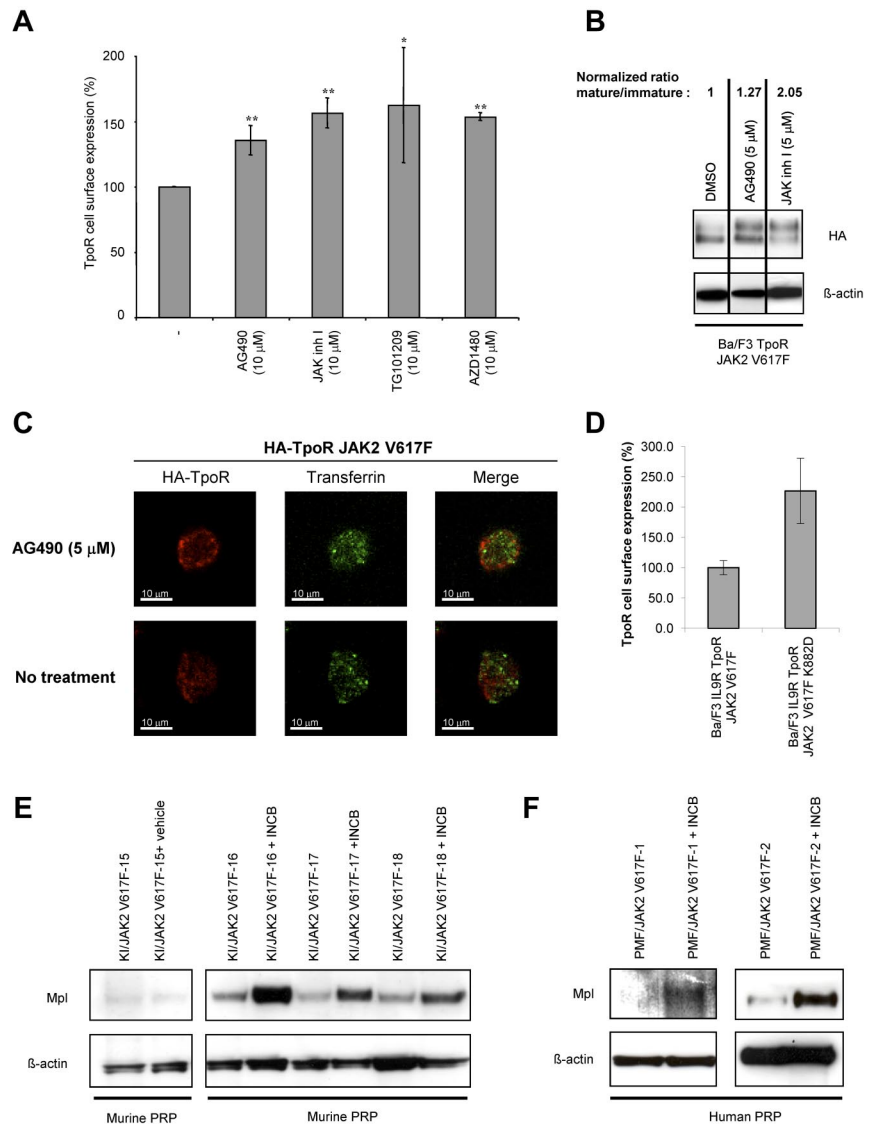 A
TpoR cell surface expression (%)
200
150
100
50
0
**
**
*
**
-
AG490
(10 µM)
JAK inh I
(10 µM)
TG101209
(10 µM)
AZD1480
(10 µM)
B
Normalized ratio
mature/immature : 1 1.27 2.05
DMSO
AG490 (5 µM)
JAK inh I (5 µM)
HA
ß-actin
Ba/F3 TpoR
JAK2 V617F
C
HA-TpoR JAK2 V617F
HA-TpoR Transferrin Merge
AG490 (5 µM)
10 µm 10 µm 10 µm
No treatment
10 µm 10 µm 10 µm
D
TpoR cell surface expression (%)
300.0
250.0
200.0
150.0
100.0
50.0
0.0
Ba/F3 IL9R TpoR
JAK2 V617F
Ba/F3 IL9R TpoR
JAK2 V617F K882D
E
KI/JAK2 V617F-15
KI/JAK2 V617F-15+ vehicle
KI/JAK2 V617F-16
KI/JAK2 V617F-16 + INCB
KI/JAK2 V617F-17
KI/JAK2 V617F-17 +INCB
KI/JAK2 V617F-18
KI/JAK2 V617F-18 + INCB
Mpl
ß-actin
Murine PRP Murine PRP
F
PMF/JAK2 V617F-1
PMF/JAK2 V617F-1 + INCB
PMF/JAK2 V617F-2
PMF/JAK2 V617F-2 + INCB
Mpl
ß-actin
Human PRP